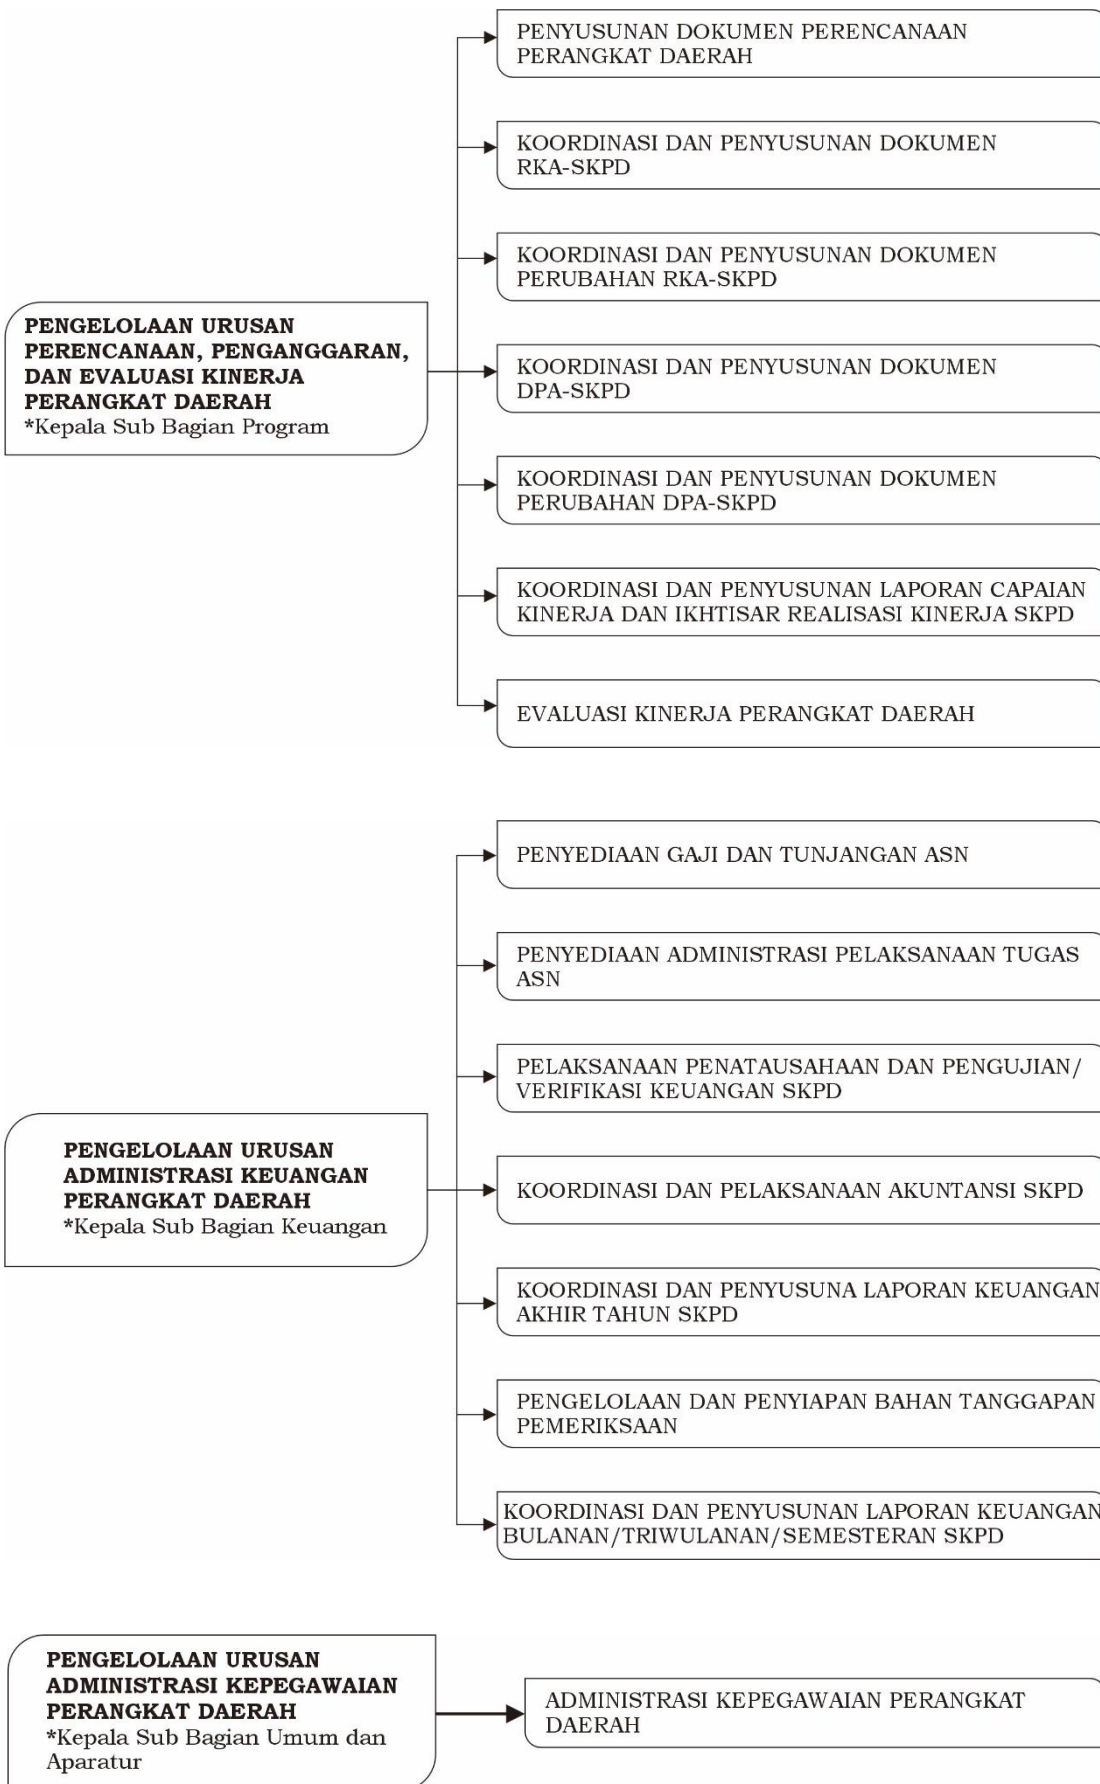 PENYUSUNAN DOKUMEN PERENCANAAN
PERANGKAT DAERAH
KOORDINASI DAN PENYUSUNAN DOKUMEN
RKA-SKPD
KOORDINASI DAN PENYUSUNAN DOKUMEN
PERUBAHAN RKA-SKPD
PENGELOLAAN URUSAN
PERENCANAAN, PENGANGGARAN,
DAN EVALUASI KINERJA
PERANGKAT DAERAH
*Kepala Sub Bagian Program
KOORDINASI DAN PENYUSUNAN DOKUMEN
DPA-SKPD
KOORDINASI DAN PENYUSUNAN DOKUMEN
PERUBAHAN DPA-SKPD
KOORDINASI DAN PENYUSUNAN LAPORAN CAPAIAN
KINERJA DAN IKHTISAR REALISASI KINERJA SKPD
EVALUASI KINERJA PERANGKAT DAERAH
PENYEDIAAN GAJI DAN TUNJANGAN ASN
PENYEDIAAN ADMINISTRASI PELAKSANAAN TUGAS
ASN
PELAKSANAAN PENATAUSAHAAN DAN PENGUJIAN/
VERIFIKASI KEUANGAN SKPD
PENGELOLAAN URUSAN
ADMINISTRASI KEUANGAN
PERANGKAT DAERAH
*Kepala Sub Bagian Keuangan
KOORDINASI DAN PELAKSANAAN AKUNTANSI SKPD
KOORDINASI DAN PENYUSUNA LAPORAN KEUANGAN
AKHIR TAHUN SKPD
PENGELOLAAN DAN PENYIAPAN BAHAN TANGGAPAN
PEMERIKSAAN
KOORDINASI DAN PENYUSUNAN LAPORAN KEUANGAN
BULANAN/TRIWULANAN/SEMESTERAN SKPD
PENGELOLAAN URUSAN
ADMINISTRASI KEPEGAWAIAN
PERANGKAT DAERAH
*Kepala Sub Bagian Umum dan
Aparatur
ADMINISTRASI KEPEGAWAIAN PERANGKAT
DAERAH